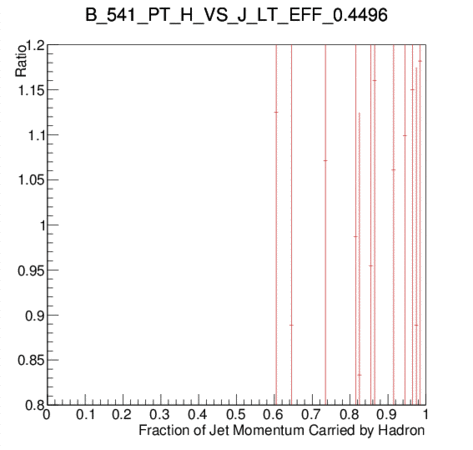 B_541_PT_H_VS_J_LT_EFF_0.4496
Ratio
1.2
1.15
1.1
1.05
1
0.95
0.9
0.85
0.8
0 0.1 0.2 0.3 0.4 0.5 0.6 0.7 0.8 0.9 1
Fraction of Jet Momentum Carried by Hadron